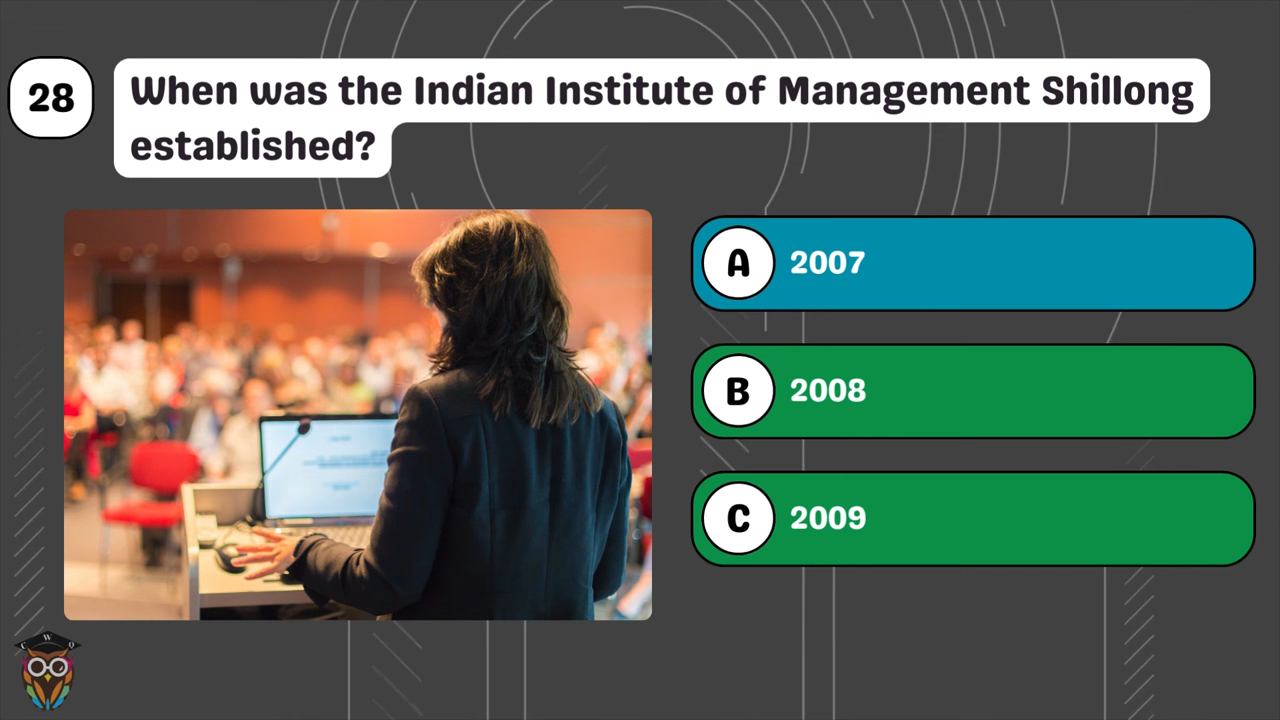 28
When was the Indian Institute of Management Shillong
established?
A
2007
B
2008
C
2009
C W Q